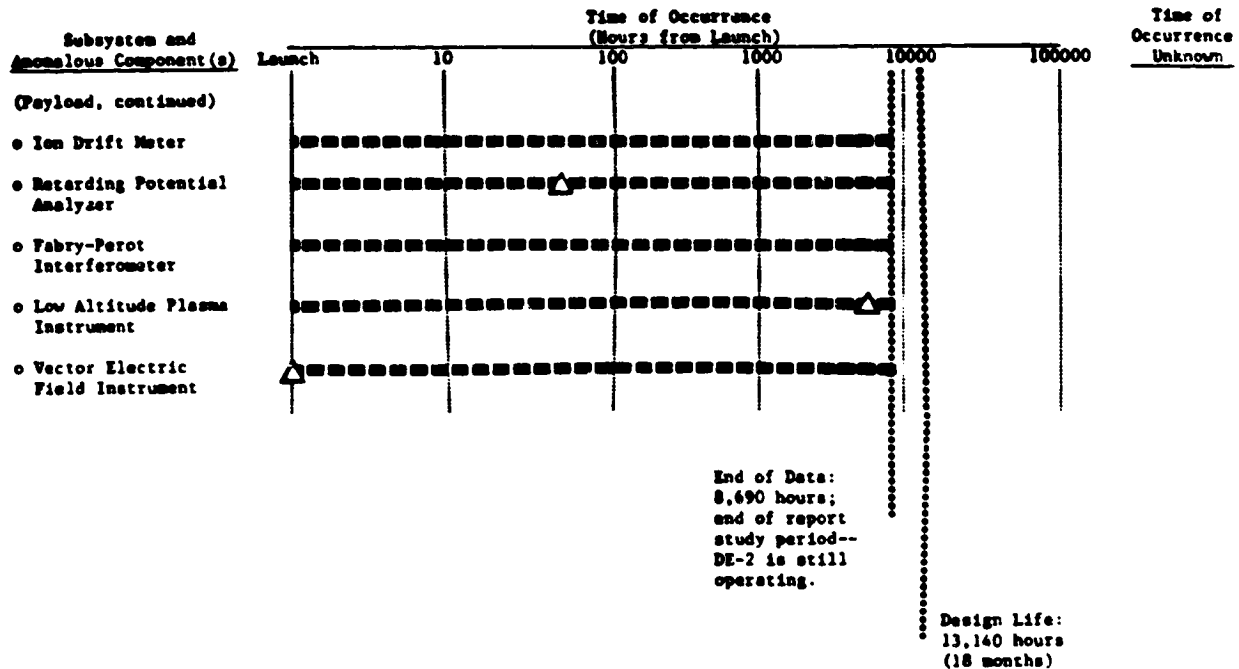 Time of Occurrence
(Hours from Launch)
Time of
Occurrence
Unknown
Subsystem and
Anomalous Component(s)
Launch 10 100 1000 10000 100000
(Payload, continued)
o Ion Drift Meter
o Retarding Potential
Analyzer
o Fabry-Perot
Interferometer
o Low Altitude Plasma
Instrument
o Vector Electric
Field Instrument
End of Data:
8,690 hours;
end of report
study period--
DE-2 is still
operating.
Design Life:
13,140 hours
(18 months)